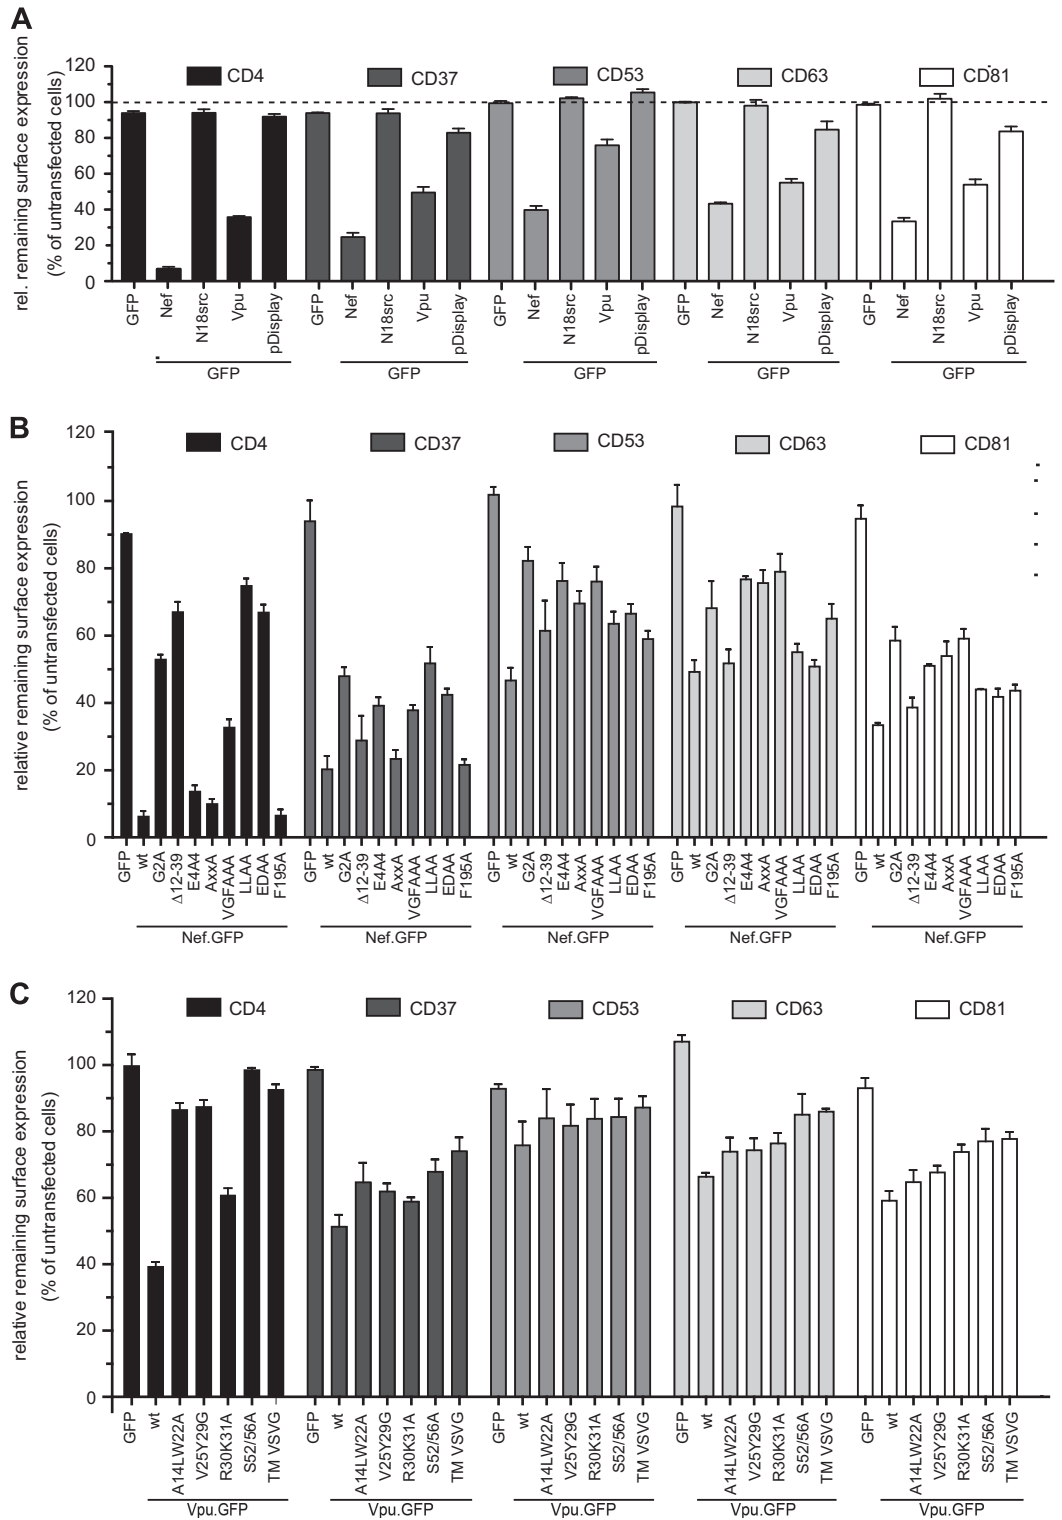 A
rel. remaining surface expression
(% of untransfected cells)
120
100
80
60
40
20
0
CD4
CD37
CD53
CD63
CD81
GFP Nef N18src Vpu pDisplay
GFP Nef N18src Vpu pDisplay
GFP Nef N18src Vpu pDisplay
GFP Nef N18src Vpu pDisplay
GFP Nef N18src Vpu pDisplay
GFP
GFP
GFP
GFP
GFP
B
relative remaining surface expression
(% of untransfected cells)
120
100
80
60
40
20
0
CD4
CD37
CD53
CD63
CD81
GFP wt G2A Δ12-39 E4A4 AxxA VGFAAA LLAA EDAA F195A
GFP wt G2A Δ12-39 E4A4 AxxA VGFAAA LLAA EDAA F195A
GFP wt G2A Δ12-39 E4A4 AxxA VGFAAA LLAA EDAA F195A
GFP wt G2A Δ12-39 E4A4 AxxA VGFAAA LLAA EDAA F195A
GFP wt G2A Δ12-39 E4A4 AxxA VGFAAA LLAA EDAA F195A
Nef.GFP
Nef.GFP
Nef.GFP
Nef.GFP
Nef.GFP
C
relative remaining surface expression
(% of untransfected cells)
120
100
80
60
40
20
0
CD4
CD37
CD53
CD63
CD81
GFP wt A14LW22A V25Y29G R30K31A S52/56A TM VSVG
GFP wt A14LW22A V25Y29G R30K31A S52/56A TM VSVG
GFP wt A14LW22A V25Y29G R30K31A S52/56A TM VSVG
GFP wt A14LW22A V25Y29G R30K31A S52/56A TM VSVG
GFP wt A14LW22A V25Y29G R30K31A S52/56A TM VSVG
Vpu.GFP
Vpu.GFP
Vpu.GFP
Vpu.GFP
Vpu.GFP